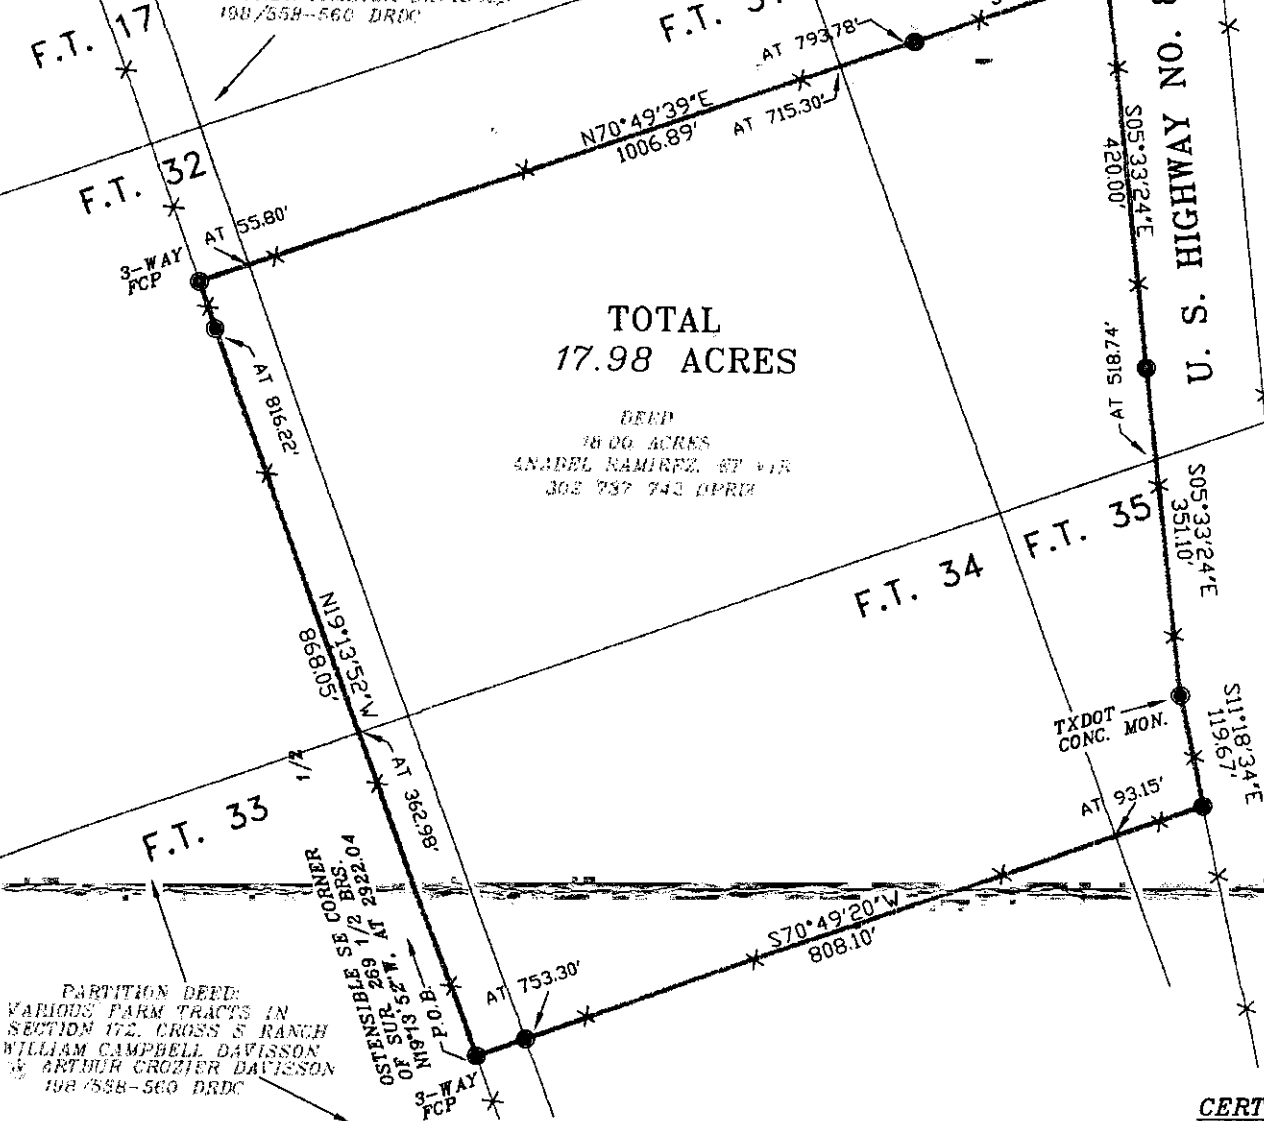 198/558-560 DRDC
F.T. 17
F.T.
AT 793.78'
U. S. HIGHWAY NO.
N70°49'39"E
1006.89'
AT 715.30'
S05°33'24"E
420.00'
F.T. 32
AT 55.80'
3-WAY
FCP
TOTAL
17.98 ACRES
DEED
18.00 ACRES
ANABEL RAMIREZ, ET VIR
AT 816.22'
AT 518.74'
F.T. 35
S05°33'24"E
351.10'
F.T. 34
N19°13'52"W
868.05'
TXDOT
CONC. MON.
S11°18'34"E
119.67'
1/2
F.T. 33
AT 362.98'
AT 93.15'
OSTENSIBLE SE CORNER
OF SUR. 269 1/2 BRS.
N19°13'52"W. AT 2922.04
P.O.B.
S70°49'20"W
808.10'
AT 753.30'
3-WAY
FCP
PARTITION DEED:
VARIOUS FARM TRACTS IN
SECTION 172, CROSS S RANCH
WILLIAM CAMPBELL DAVISSON
& ARTHUR CROZIER DAVISSON
198/558-560 DRDC
CERT